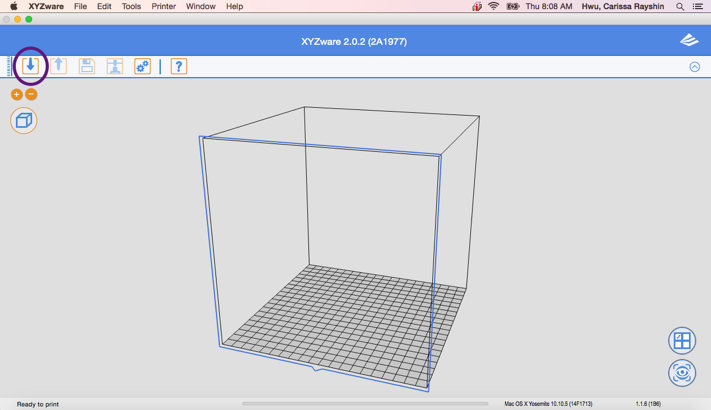 XYZware File Edit Tools Printer Window Help Thu 8:08 AM Hwu, Carissa Rayshin
XYZware 2.0.2 (2A1977)
?
Ready to print Mac OS X Yosemite 10.10.5 (14F1713) 1.1.6 (1B6)